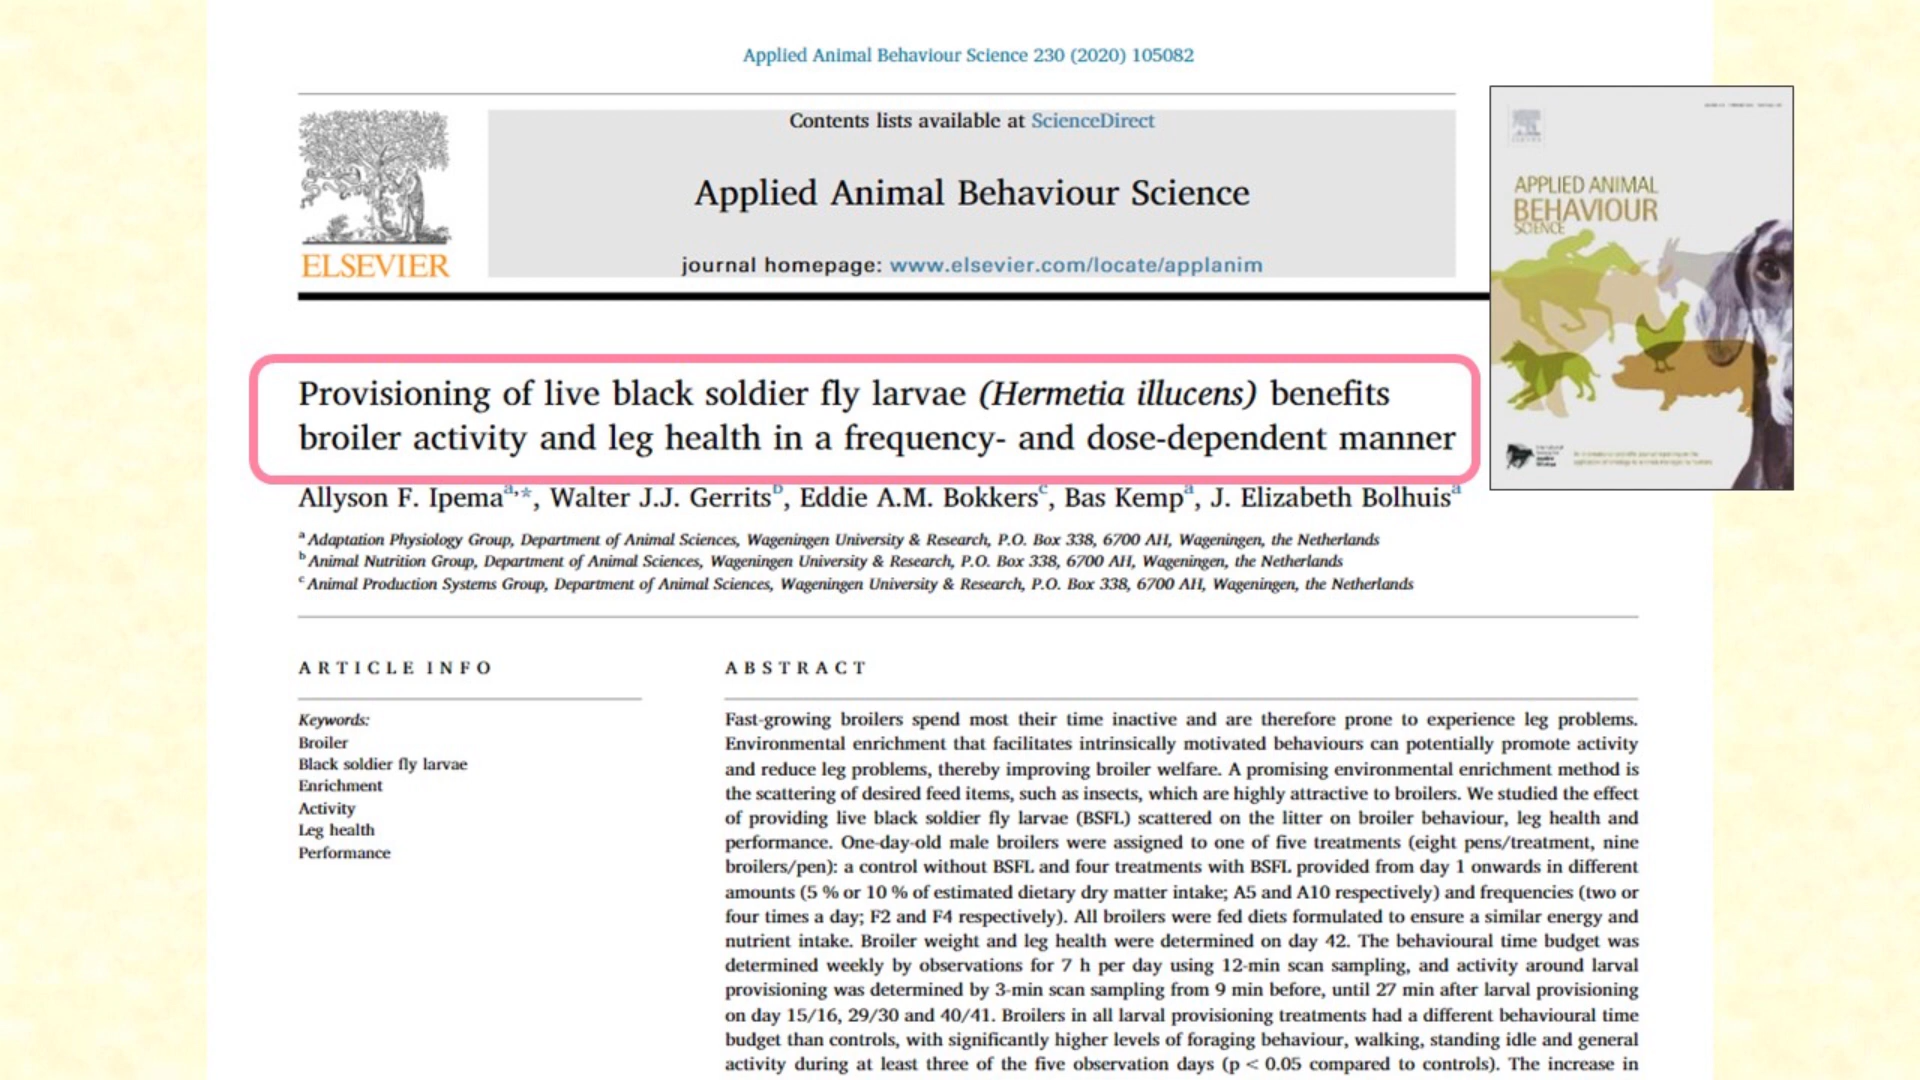 Applied Animal Behaviour Science 230 (2020) 105082
Contents lists available at ScienceDirect
Applied Animal Behaviour Science
journal homepage: www.elsevier.com/locate/applanim
ELSEVIER
APPLIED ANIMAL
BEHAVIOUR
SCIENCE
Provisioning of live black soldier fly larvae (Hermetia illucens) benefits
broiler activity and leg health in a frequency- and dose-dependent manner
Allyson F. Ipema a,*, Walter J.J. Gerrits b, Eddie A.M. Bokkers c, Bas Kemp a, J. Elizabeth Bolhuis a
a Adaptation Physiology Group, Department of Animal Sciences, Wageningen University & Research, P.O. Box 338, 6700 AH, Wageningen, the Netherlands
b Animal Nutrition Group, Department of Animal Sciences, Wageningen University & Research, P.O. Box 338, 6700 AH, Wageningen, the Netherlands
c Animal Production Systems Group, Department of Animal Sciences, Wageningen University & Research, P.O. Box 338, 6700 AH, Wageningen, the Netherlands
ARTICLE INFO
Keywords:
Broiler
Black soldier fly larvae
Enrichment
Activity
Leg health
Performance
ABSTRACT
Fast-growing broilers spend most their time inactive and are therefore prone to experience leg problems.
Environmental enrichment that facilitates intrinsically motivated behaviours can potentially promote activity
and reduce leg problems, thereby improving broiler welfare. A promising environmental enrichment method is
the scattering of desired feed items, such as insects, which are highly attractive to broilers. We studied the effect
of providing live black soldier fly larvae (BSFL) scattered on the litter on broiler behaviour, leg health and
performance. One-day-old male broilers were assigned to one of five treatments (eight pens/treatment, nine
broilers/pen): a control without BSFL and four treatments with BSFL provided from day 1 onwards in different
amounts (5 % or 10 % of estimated dietary dry matter intake; A5 and A10 respectively) and frequencies (two or
four times a day; F2 and F4 respectively). All broilers were fed diets formulated to ensure a similar energy and
nutrient intake. Broiler weight and leg health were determined on day 42. The behavioural time budget was
determined weekly by observations for 7 h per day using 12-min scan sampling, and activity around larval
provisioning was determined by 3-min scan sampling from 9 min before, until 27 min after larval provisioning
on day 15/16, 29/30 and 40/41. Broilers in all larval provisioning treatments had a different behavioural time
budget than controls, with significantly higher levels of foraging behaviour, walking, standing idle and general
activity during at least three of the five observation days (p < 0.05 compared to controls). The increase in